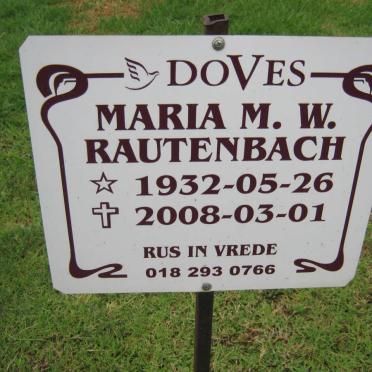 DOVES
MARIA M. W.
RAUTENBACH
☆ 1932-05-26
✞ 2008-03-01
RUS IN VREDE
018 293 0766